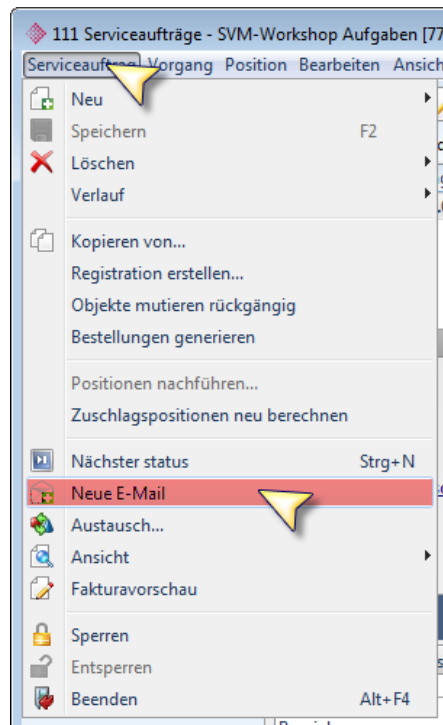 111 Serviceaufträge - SVM-Workshop Aufgaben [77
Serviceauftrag Vorgang Position Bearbeiten Ansich
Neu
Speichern F2
Löschen
Verlauf
Kopieren von...
Registration erstellen...
Objekte mutieren rückgängig
Bestellungen generieren
Positionen nachführen...
Zuschlagspositionen neu berechnen
Nächster status Strg+N
Neue E-Mail
Austausch...
Ansicht
Fakturavorschau
Sperren
Entsperren
Beenden Alt+F4